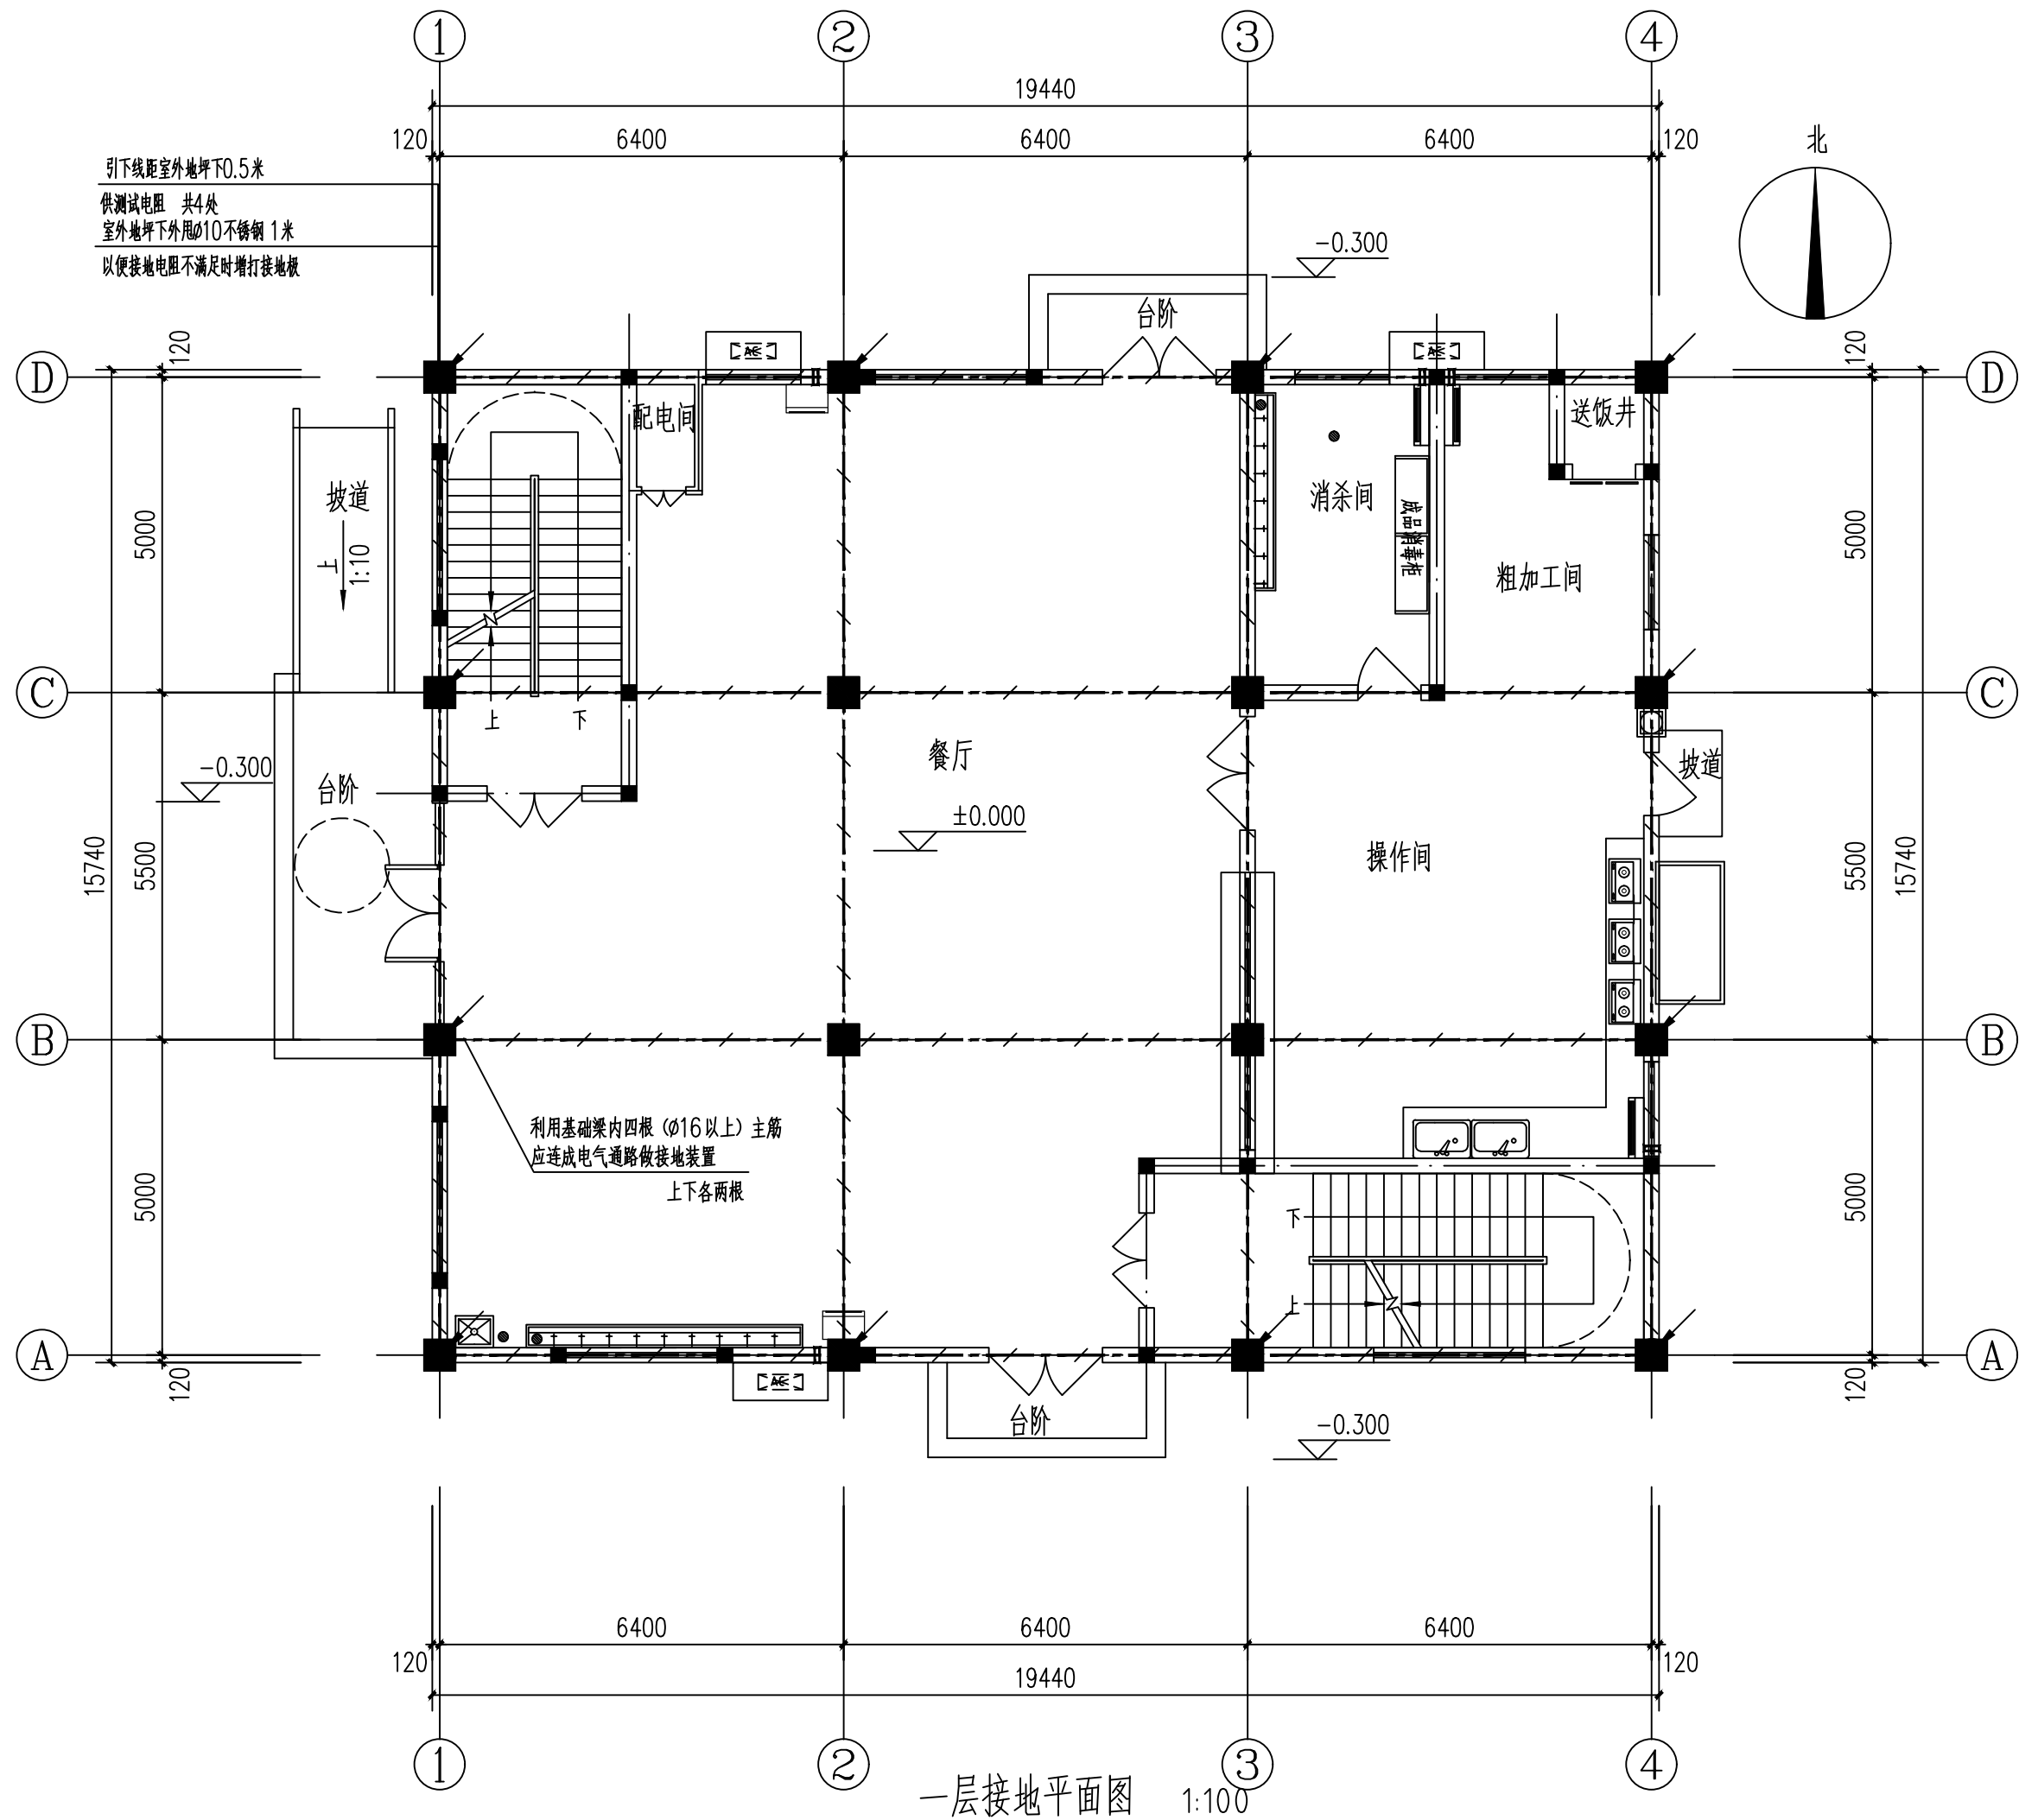 1 2 3 4
19440
120 6400 6400 6400 120
北
引下线距室外地坪下0.5米
供测试电阻 共4处
室外地坪下外甩Ø10不锈钢1米
以便接地电阻不满足时增打接地极
-0.300
台阶
120
120
D
D
配电间
送饭井
坡道
上
1:10
消杀间
成品消毒柜
粗加工间
5000
5000
C
C
上 下
餐厅
坡道
-0.300
台阶
±0.000
操作间
15740
5500
5500
15740
B
B
利用基础梁内四根（Ø16以上）主筋
应连成电气通路做接地装置
上下各两根
5000
5000
下
上
A
A
120
120
台阶
-0.300
6400 6400 6400
120
120
19440
1 2 3 4
一层接地平面图 1:100